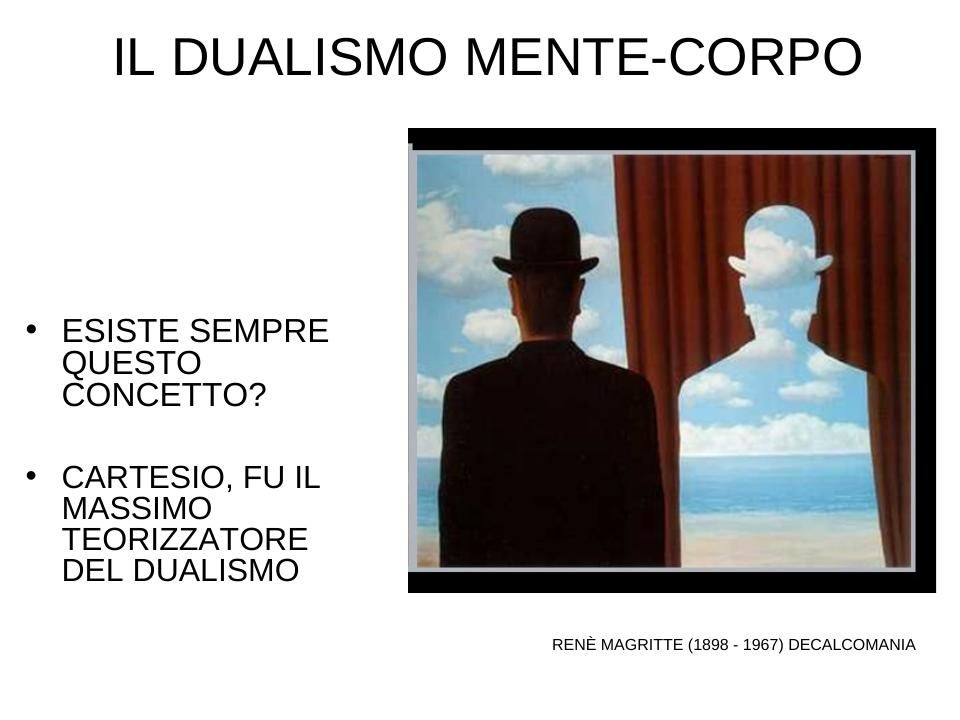 IL DUALISMO MENTE-CORPO
• ESISTE SEMPRE
QUESTO
CONCETTO?
• CARTESIO, FU IL
MASSIMO
TEORIZZATORE
DEL DUALISMO
RENÈ MAGRITTE (1898 - 1967) DECALCOMANIA